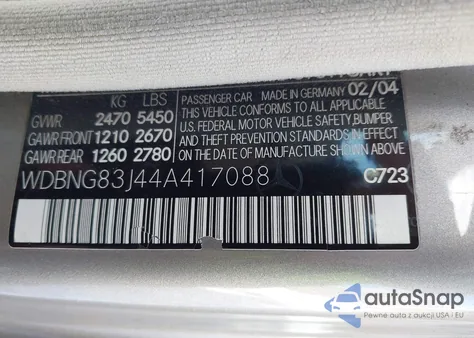 KG LBS
GVWR 2470 5450
GAWR FRONT 1210 2670
GAWR REAR 1260 2780
PASSENGER CAR MADE IN GERMANY 02/04
THIS VEHICLE CONFORMS TO ALL APPLICABLE
U.S. FEDERAL MOTOR VEHICLE SAFETY, BUMPER
AND THEFT PREVENTION STANDARDS IN EFFECT
ON THE DATE OF MANUFACTURE SHOWN ABOVE.
WDBNG83J44A417088 C723
autoSnap
Pewne auta z aukcji USA / EU